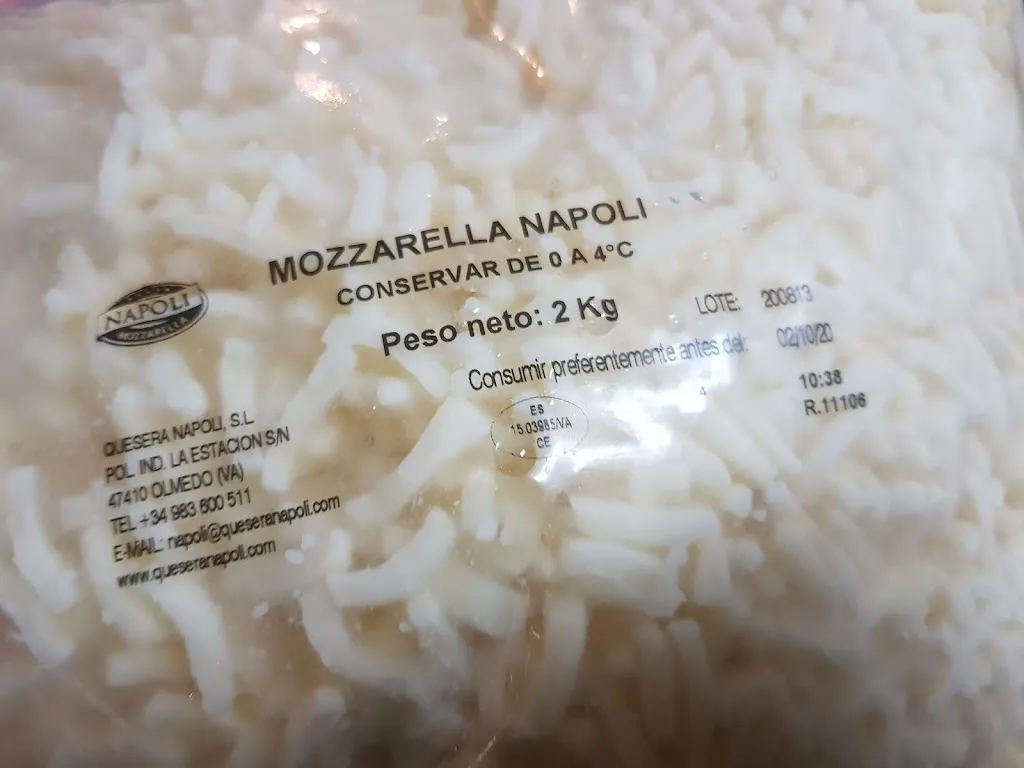 MOZZARELLA NAPOLI
CONSERVAR DE 0 A 4°C
Peso neto: 2 Kg
LOTE: 200813
Consumir preferentemente antes del: 02/10/20
4
10:38
R.11106
ES
15.03985/VA
CE
NAPOLI
MOZZARELLA
QUESERA NAPOLI, S.L
POL IND. LA ESTACION S/N
47410 OLMEDO (VA)
TEL +34 983 600 511
E-MAIL: napoli@queseranapoli.com
www.queseranapoli.com